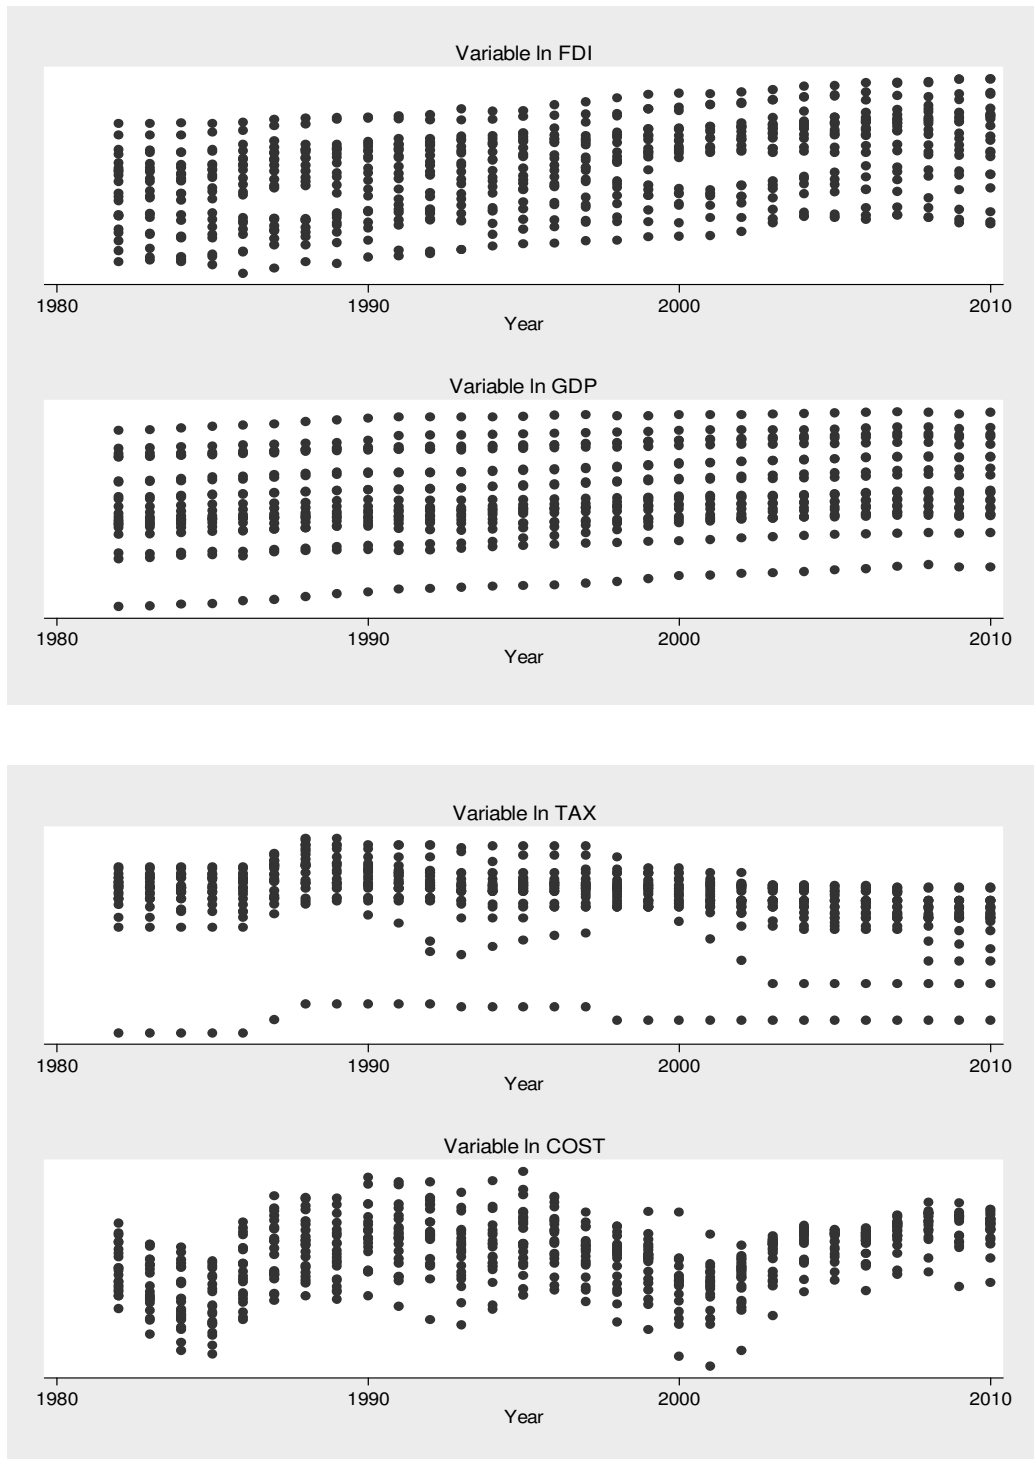 Variable ln FDI
1980 1990 2000 2010
Year
Variable ln GDP
1980 1990 2000 2010
Year
Variable ln TAX
1980 1990 2000 2010
Year
Variable ln COST
1980 1990 2000 2010
Year